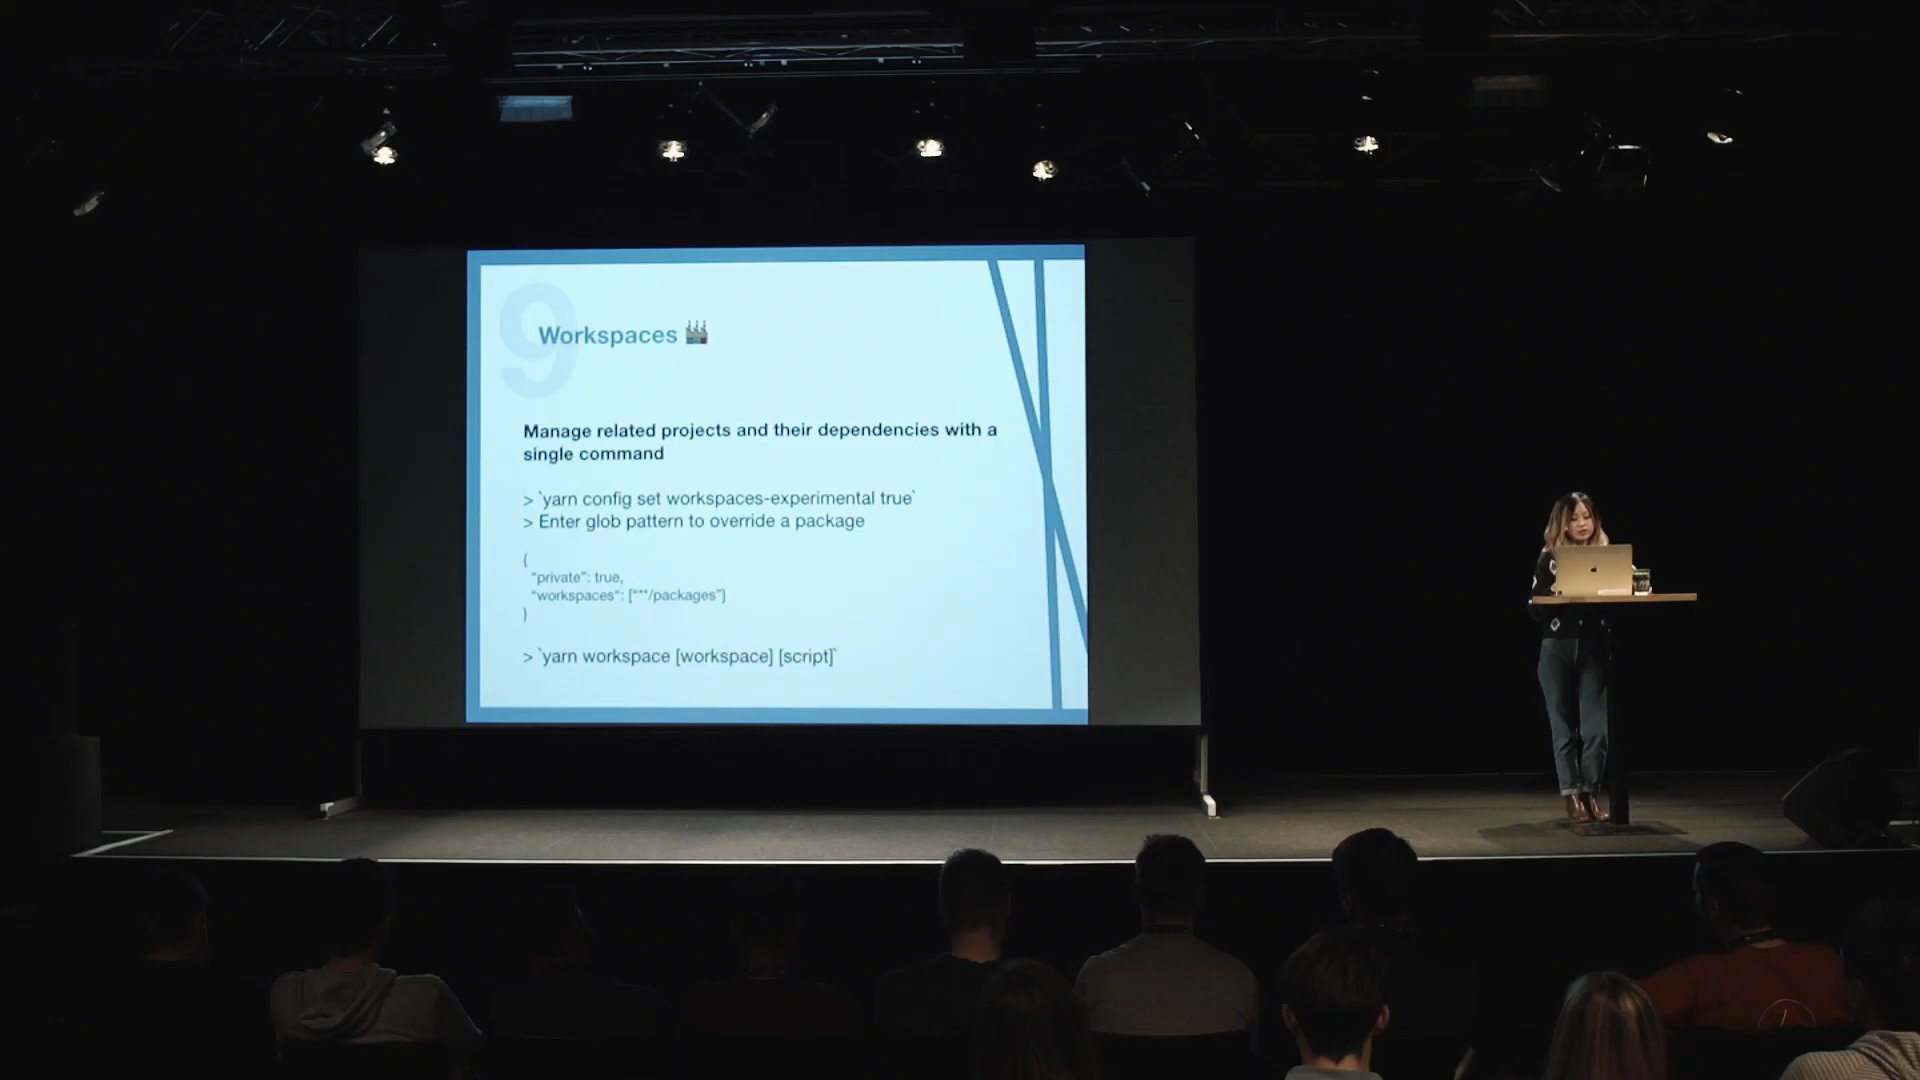 9
Workspaces
Manage related projects and their dependencies with a
single command
> `yarn config set workspaces-experimental true`
> Enter glob pattern to override a package
{
"private": true,
"workspaces": ["**/packages"]
}
> `yarn workspace [workspace] [script]`